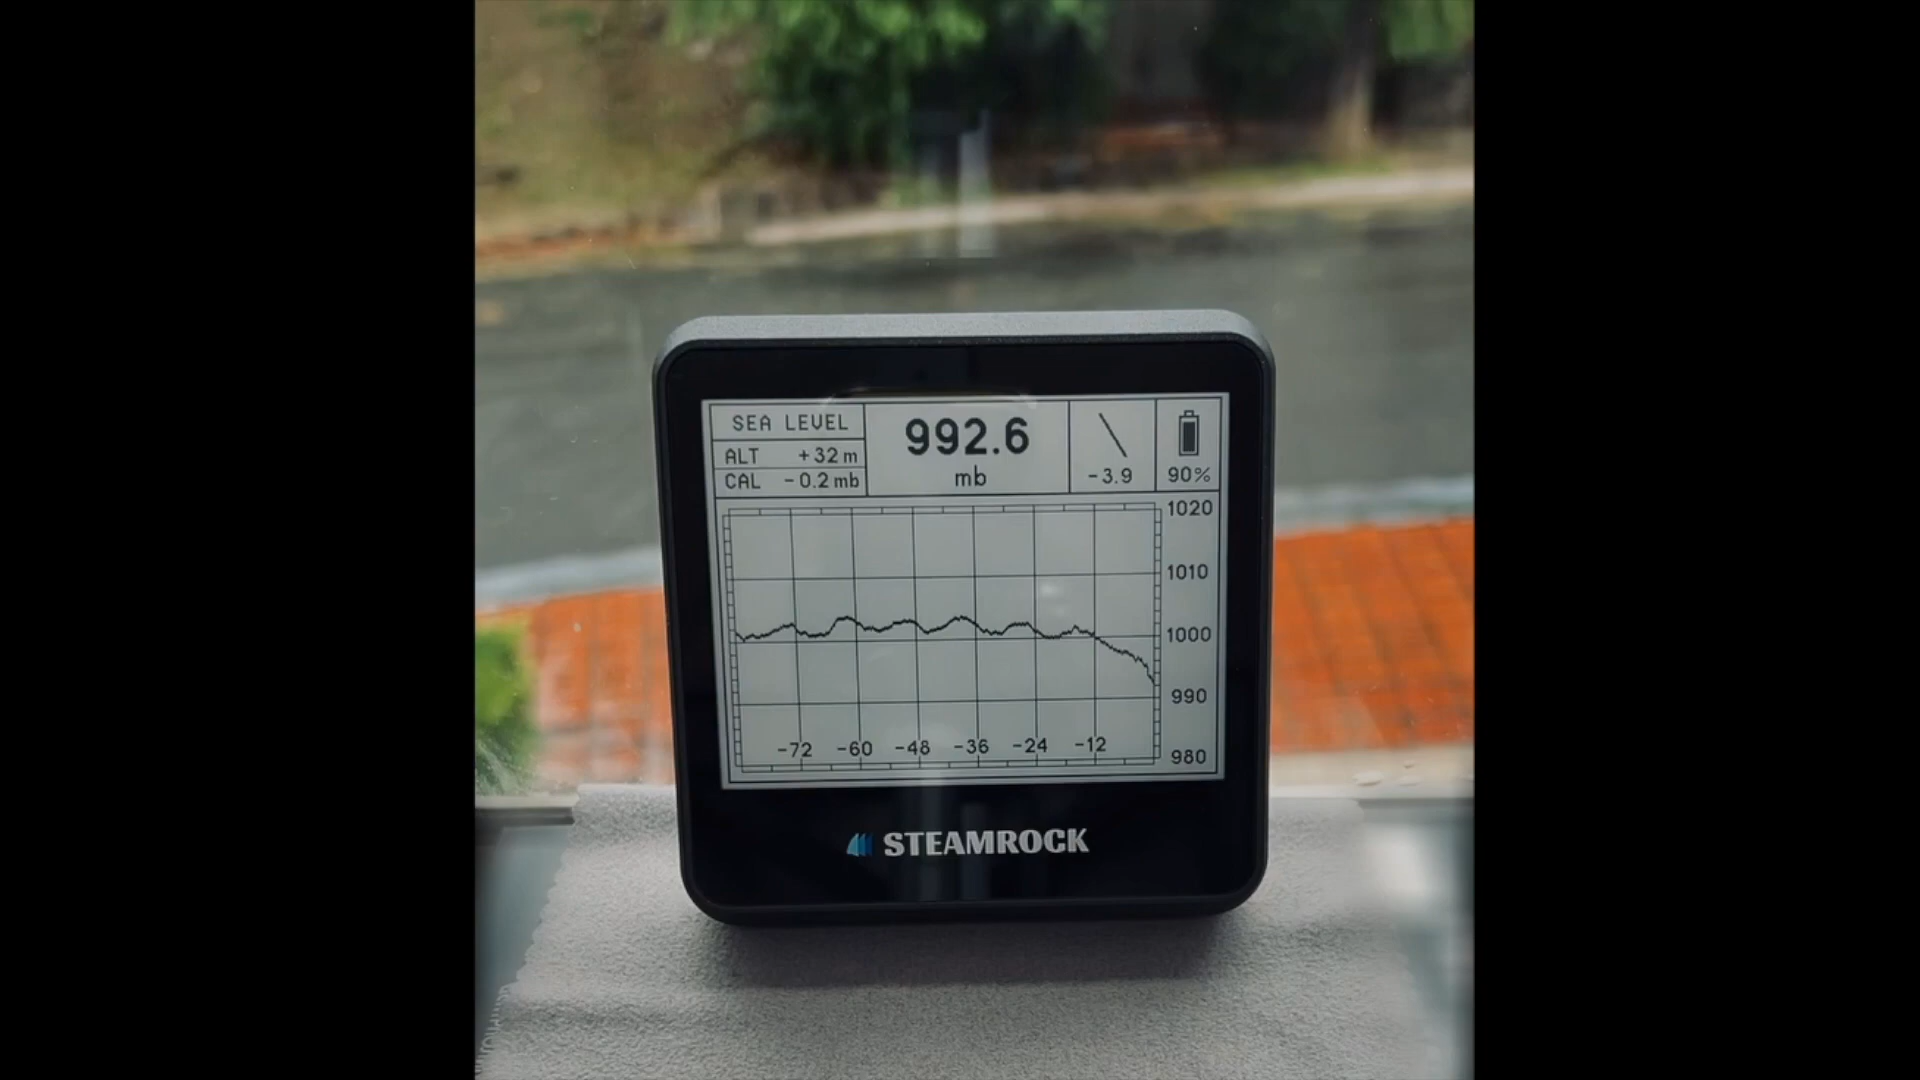 SEA LEVEL
ALT +32 m
CAL -0.2 mb
992.6
mb
-3.9
90%
1020
1010
1000
990
980
-72 -60 -48 -36 -24 -12
STEAMROCK